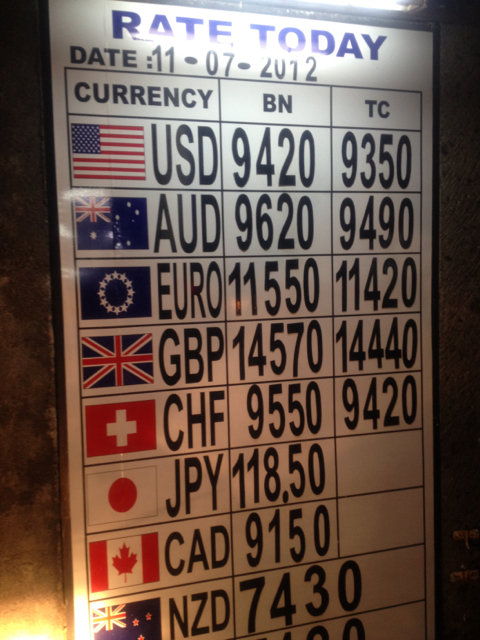 RATE TODAY
DATE : 11 • 07 • 2012
CURRENCY BN TC
USD 9420 9350
AUD 9620 9490
EURO 11550 11420
GBP 14570 14440
CHF 9550 9420
JPY 118.50
CAD 9150
NZD 7430